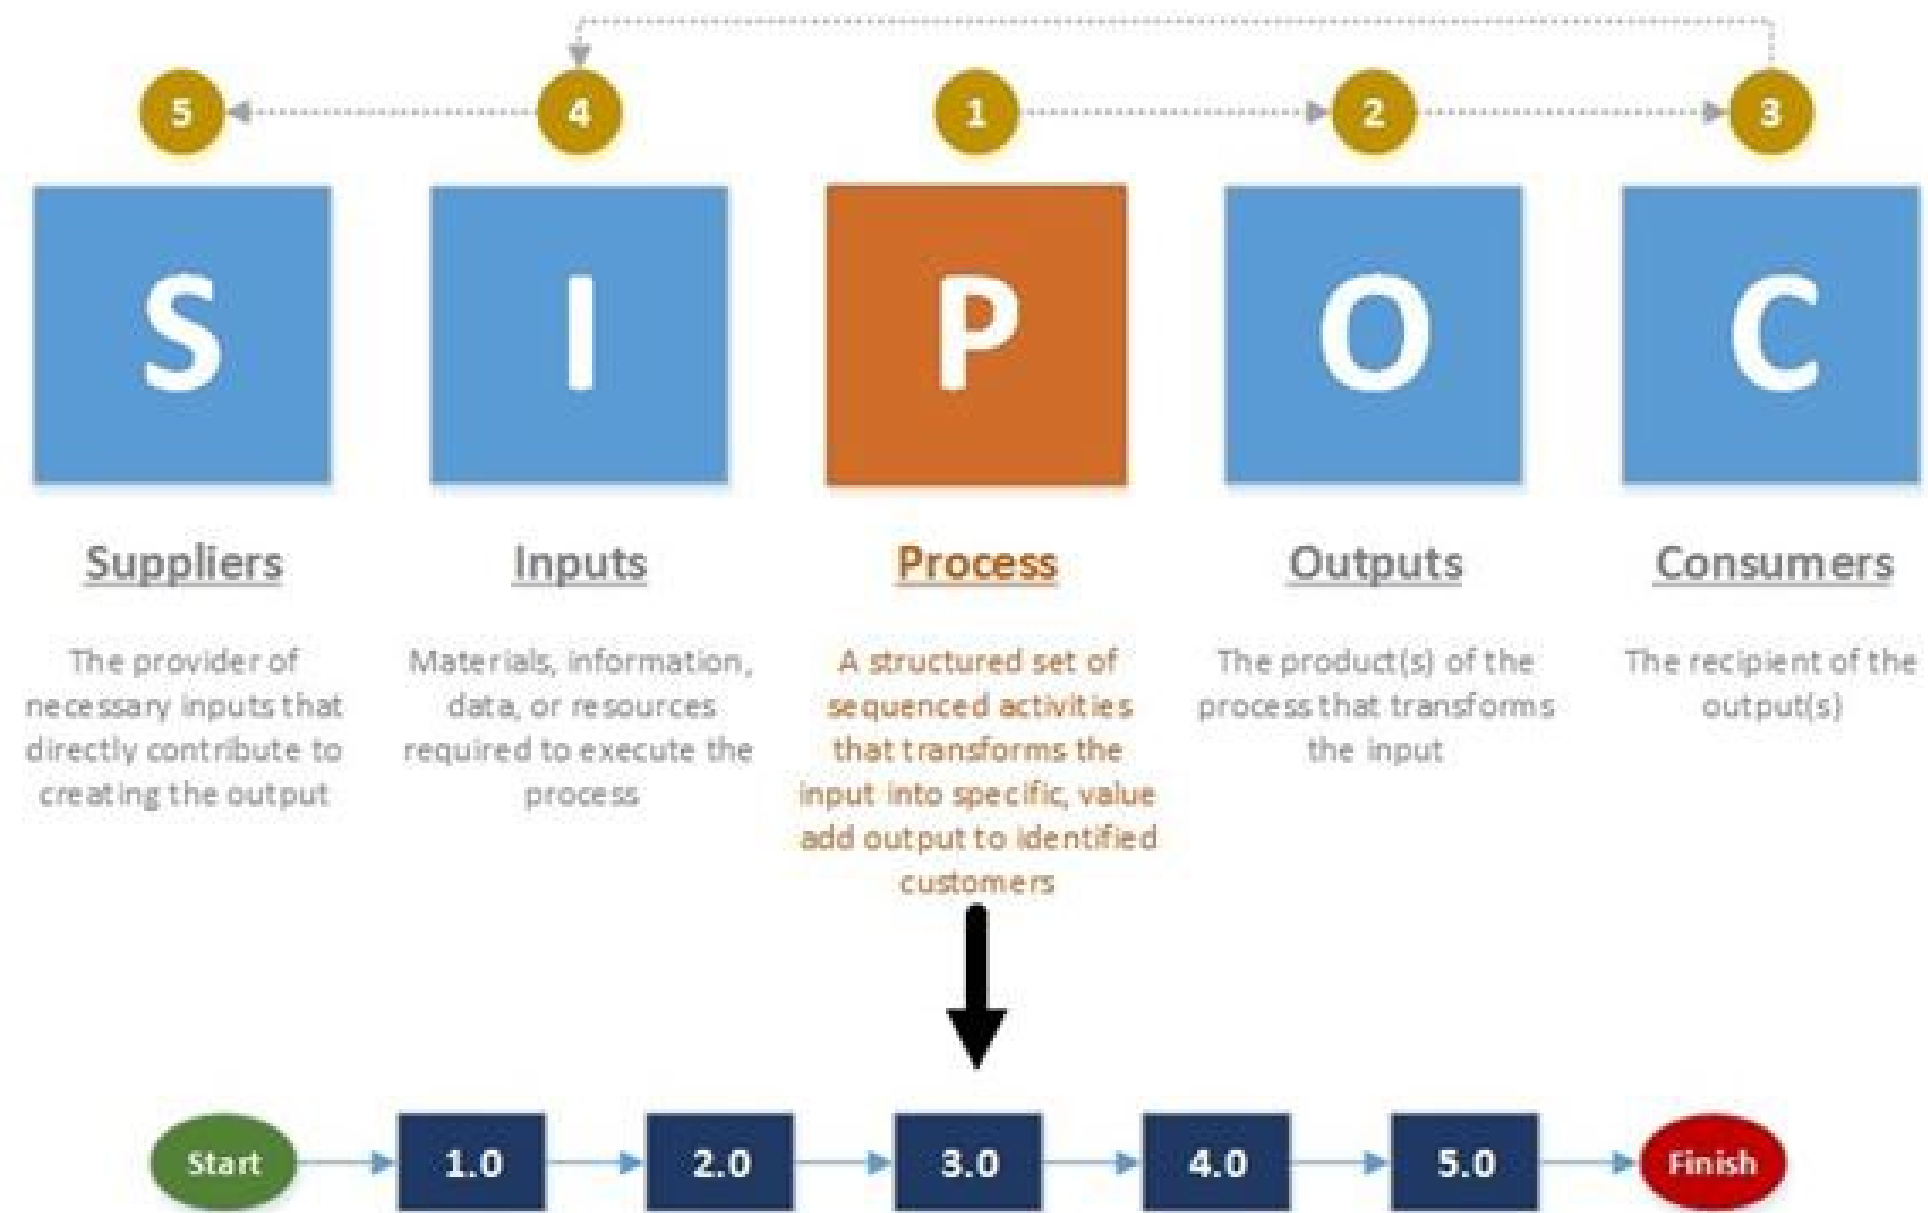 5 4 1 2 3
S I P O C
Suppliers
The provider of
necessary inputs that
directly contribute to
creating the output
Inputs
Materials, information,
data, or resources
required to execute the
process
Process
A structured set of
sequenced activities
that transforms the
input into specific, value
add output to identified
customers
Outputs
The product(s) of the
process that transforms
the input
Consumers
The recipient of the
output(s)
Start 1.0 2.0 3.0 4.0 5.0 Finish